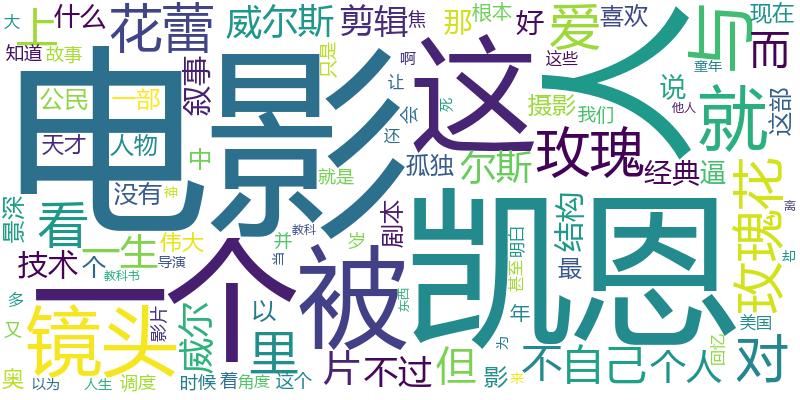 大
上
什么
花蕾
威尔斯
剪辑
焦
那
根本
好
爱
喜欢
与
现在
而
知道
故事
叙事
只是
这
人
这些
童年
电影
啊
让
说
就
这部
公民
一部
会
死
摄影
我们
他人
天才
人物
还
中
孤独
尔斯
玫瑰
经典
逼
没有
神
就是
玫瑰花
景深
看
一生
伟大
个
导演
教科书
技术
并
当
教科
岁
副本
被
凯恩
东西
甚至
明白
年
结构
最
离
却
一个
多
又
奥
镜头
影片
威尔
以
里
片
不过
但
影
为
来
不
自己
个人
美国
回忆
对
以为
人生
调度
时候
着
角度
这个